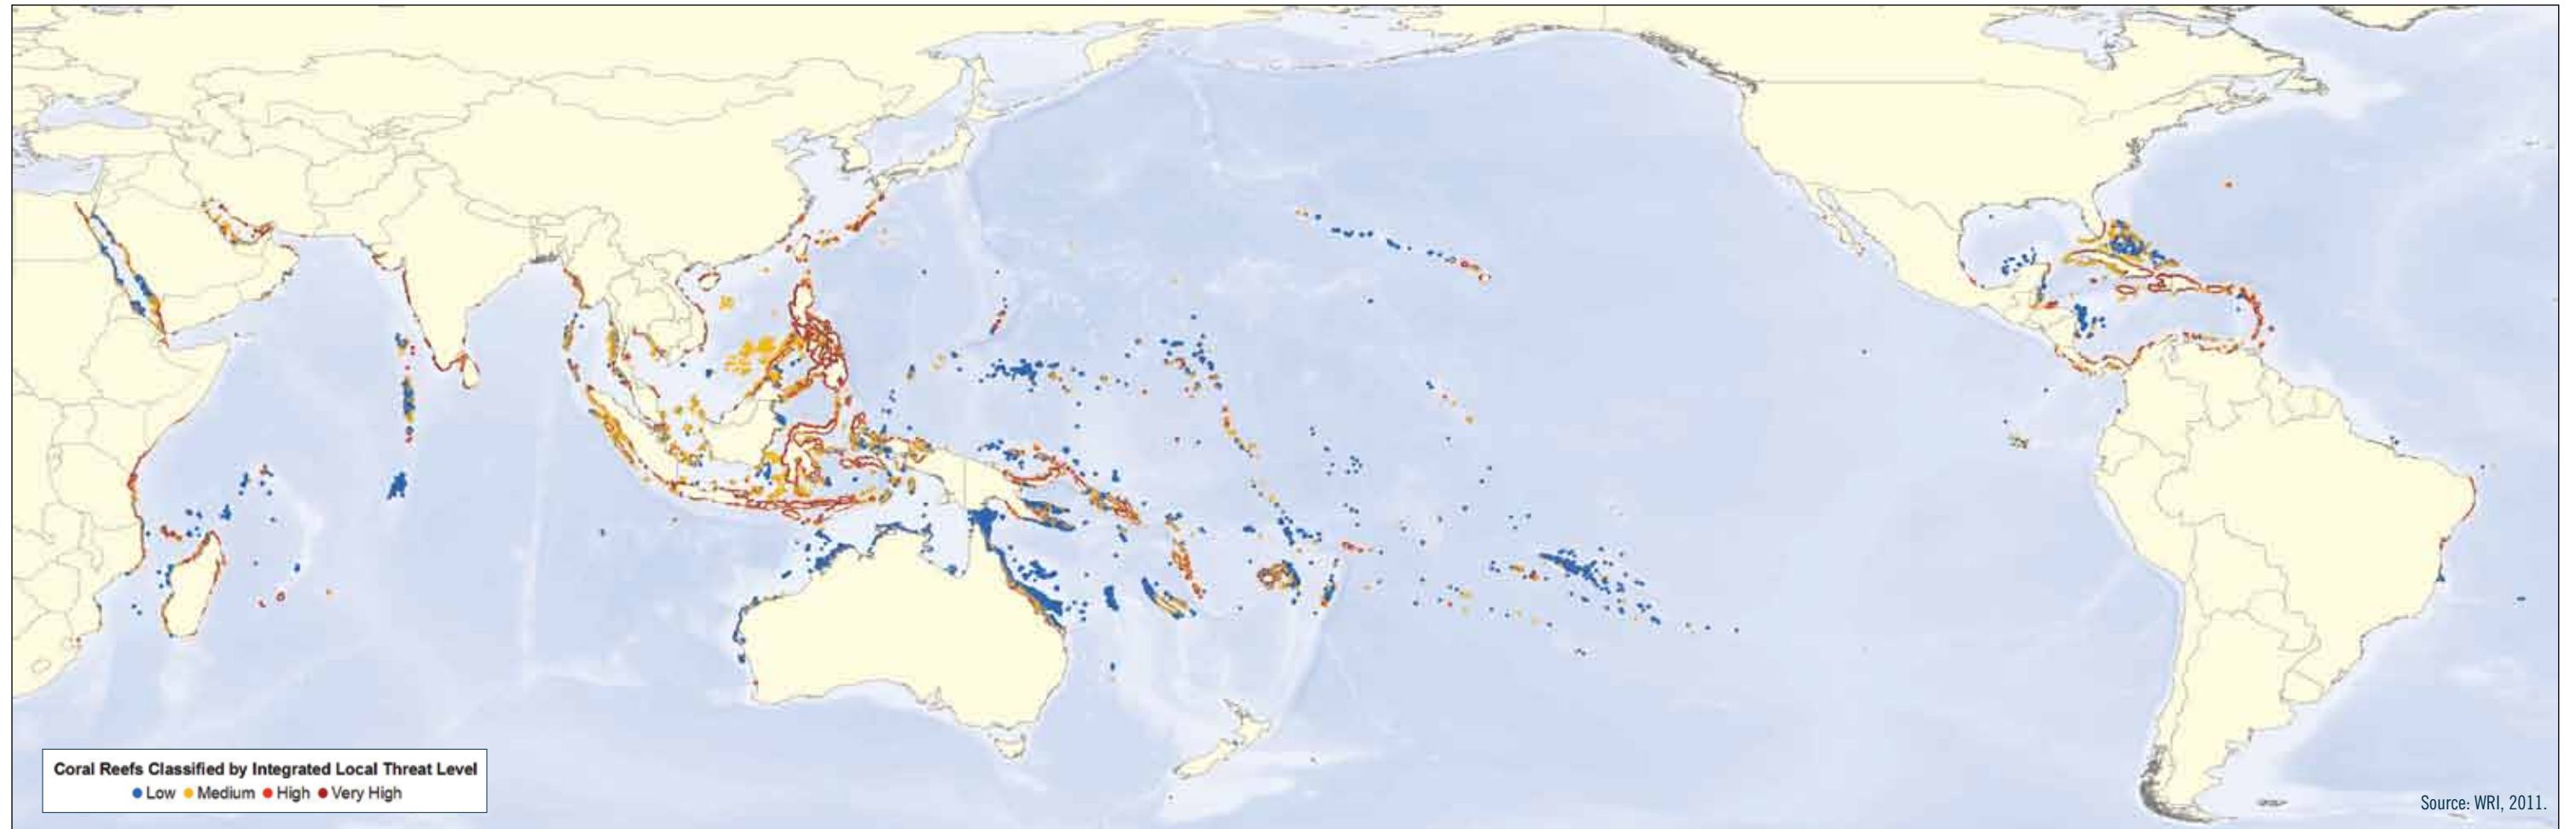 Coral Reefs Classified by Integrated Local Threat Level
Low Medium High Very High
Source: WRI, 2011.